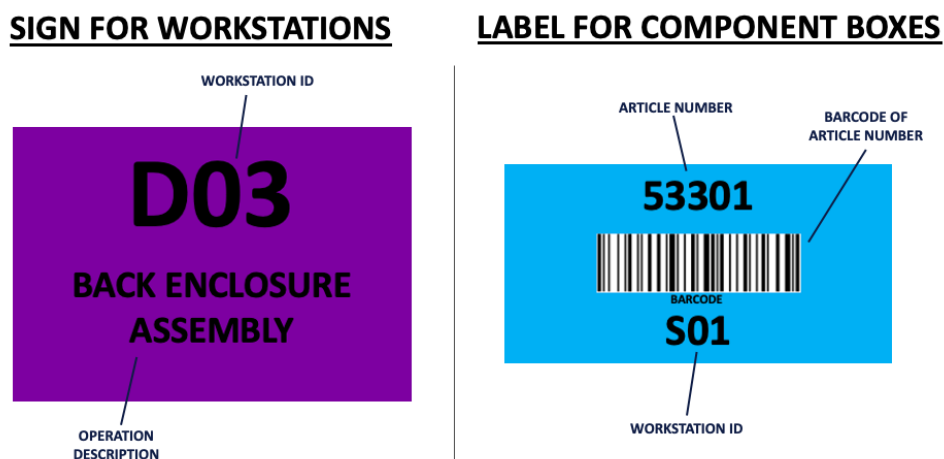 SIGN FOR WORKSTATIONS
WORKSTATION ID
D03
BACK ENCLOSURE
ASSEMBLY
OPERATION
DESCRIPTION
LABEL FOR COMPONENT BOXES
ARTICLE NUMBER
BARCODE OF
ARTICLE NUMBER
53301
BARCODE
S01
WORKSTATION ID